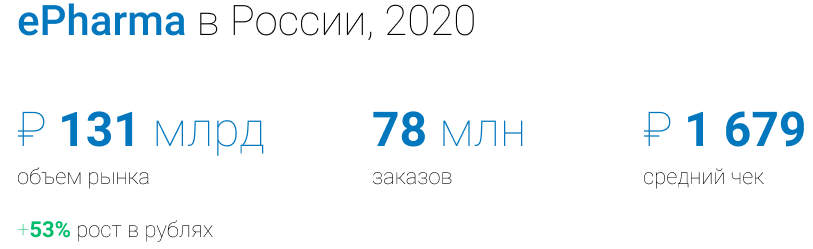 ePharma в России, 2020
₽ 131 млрд
78 млн
₽ 1 679
объем рынка
заказов
средний чек
+53% рост в рублях